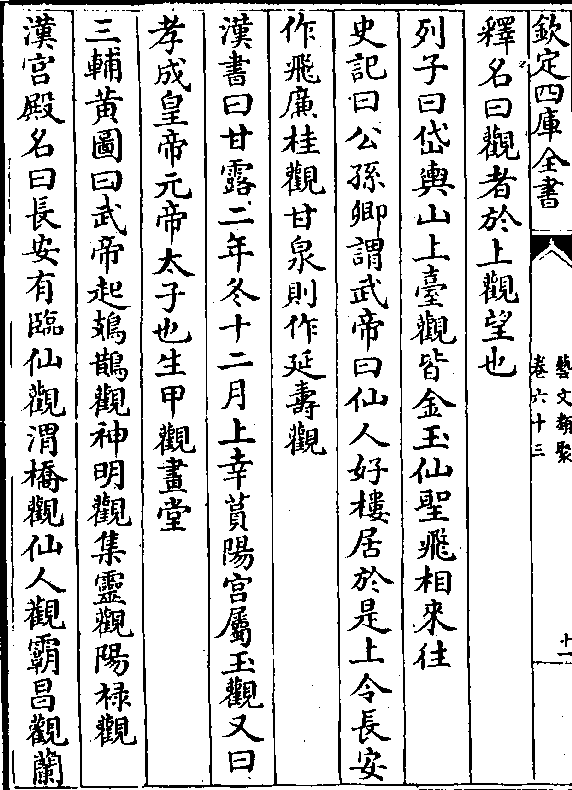 欽定四庫全書
藝文類聚
卷六十三
十一
釋名曰觀者於上觀望也
列子曰岱輿山上臺觀皆金玉仙聖飛相來往
史記曰公孫卿謂武帝曰仙人好樓居於是上令長安
作飛廉桂觀甘泉則作延壽觀
漢書曰甘露二年冬十二月上幸萯陽宮屬玉觀又曰
孝成皇帝元帝太子也生甲觀畫堂
三輔黃圖曰武帝起鳷鵲觀神明觀集靈觀陽祿觀
漢宮殿名曰長安有臨仙觀渭橋觀仙人觀霸昌觀蘭